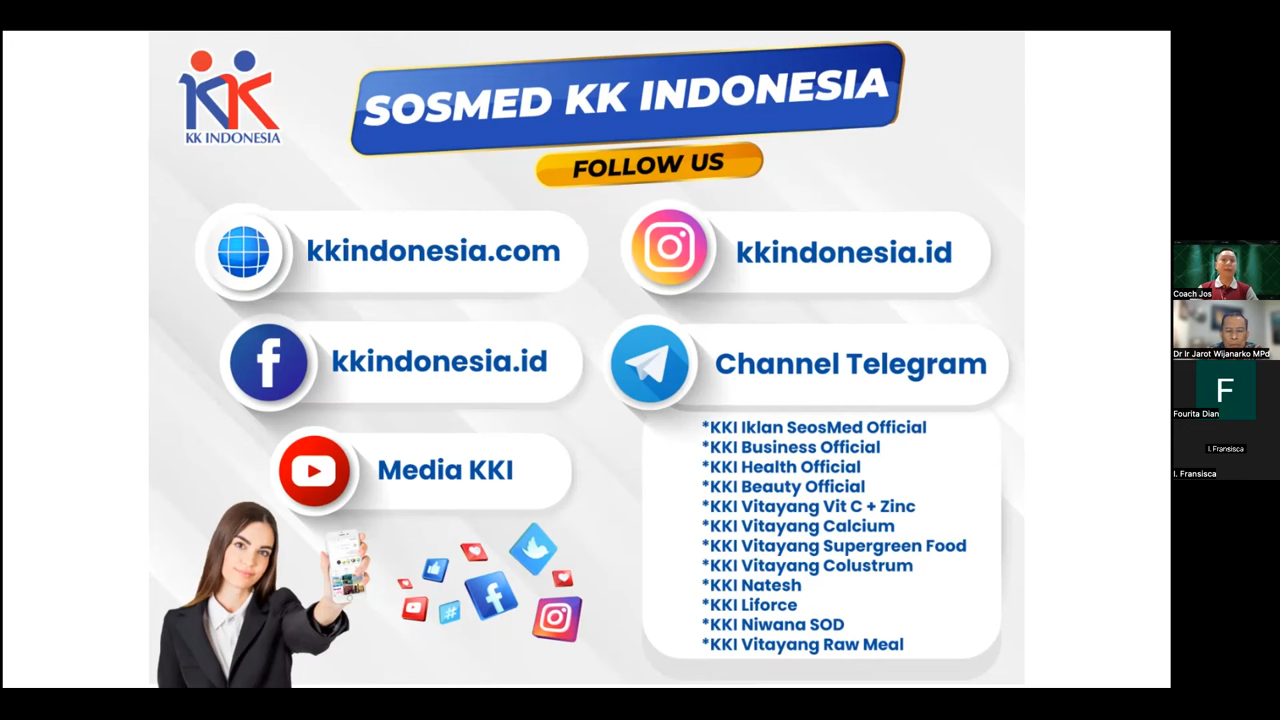 KK INDONESIA
SOSMED KK INDONESIA
FOLLOW US
kkindonesia.com
kkindonesia.id
kkindonesia.id
Channel Telegram
Media KKI
*KKI Iklan SeosMed Official
*KKI Business Official
*KKI Health Official
*KKI Beauty Official
*KKI Vitayang Vit C + Zinc
*KKI Vitayang Calcium
*KKI Vitayang Supergreen Food
*KKI Vitayang Colustrum
*KKI Natesh
*KKI Liforce
*KKI Niwana SOD
*KKI Vitayang Raw Meal
Coach Jos
Dr Ir Jarot Wijanarko MPd
F
Fourita Dian
I. Fransisca
I. Fransisca